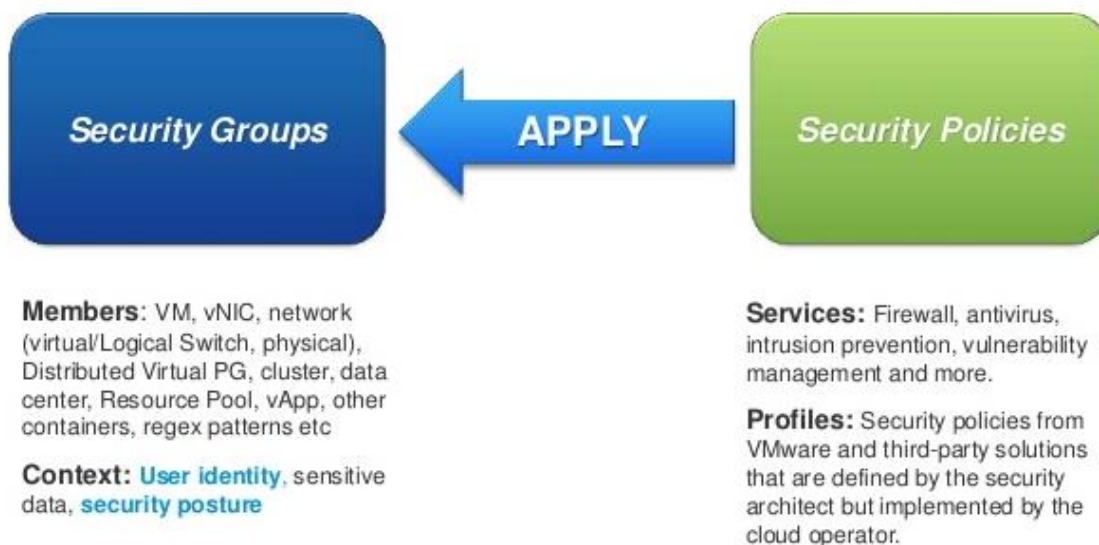 Security Groups
APPLY
Security Policies
Members: VM, vNIC, network
(virtual/Logical Switch, physical),
Distributed Virtual PG, cluster, data
center, Resource Pool, vApp, other
containers, regex patterns etc
Context: User identity, sensitive
data, security posture
Services: Firewall, antivirus,
intrusion prevention, vulnerability
management and more.
Profiles: Security policies from
VMware and third-party solutions
that are defined by the security
architect but implemented by the
cloud operator.